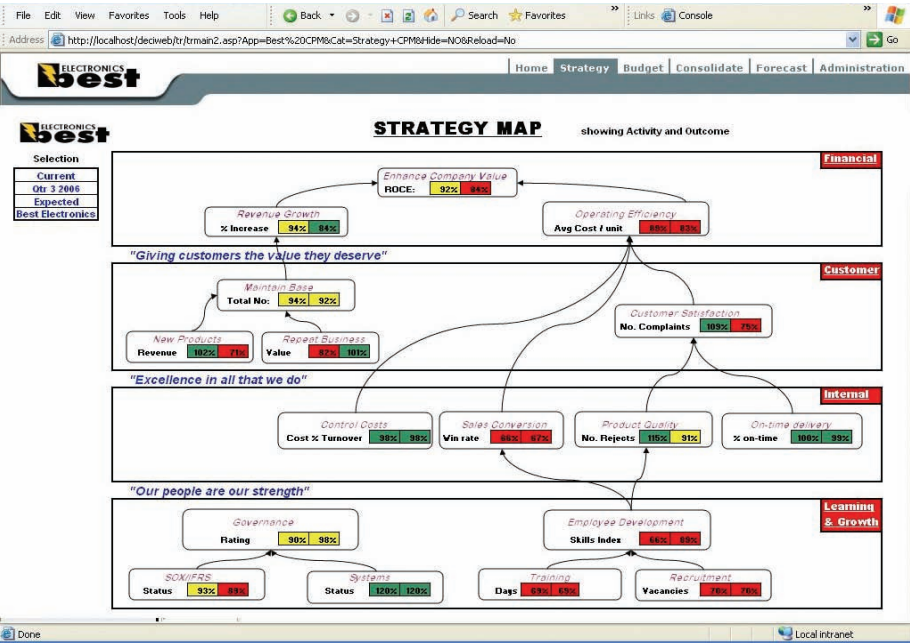 File Edit View Favorites Tools Help Back Search Favorites » Links Console »
Address http://localhost/deciweb/tr/trmain2.asp?App=Best%20CPM&Cat=Strategy+CPM&Hide=NO&Reload=No Go
ELECTRONICS
best
Home Strategy Budget Consolidate Forecast Administration
ELECTRONICS
best
STRATEGY MAP showing Activity and Outcome
Selection
Current
Qtr 3 2006
Expected
Best Electronics
Financial
Enhance Company Value
ROCE: 92% 84%
Revenue Growth
% Increase 94% 84%
Operating Efficiency
Avg Cost / unit 69% 83%
"Giving customers the value they deserve"
Customer
Maintain Base
Total No: 94% 92%
New Products
Revenue 102% 71%
Repeat Business
Value 82% 101%
Customer Satisfaction
No. Complaints 109% 75%
"Excellence in all that we do"
Internal
Control Costs
Cost % Turnover 98% 98%
Sales Conversion
Win rate 66% 67%
Product Quality
No. Rejects 115% 91%
On-time delivery
% on-time 100% 99%
"Our people are our strength"
Learning
& Growth
Governance
Rating 90% 98%
Employee Development
Skills Index 66% 89%
SOX/IFRS
Status 93% 89%
Systems
Status 120% 120%
Training
Days 69% 69%
Recruitment
Vacancies 70% 70%
Done Local intranet